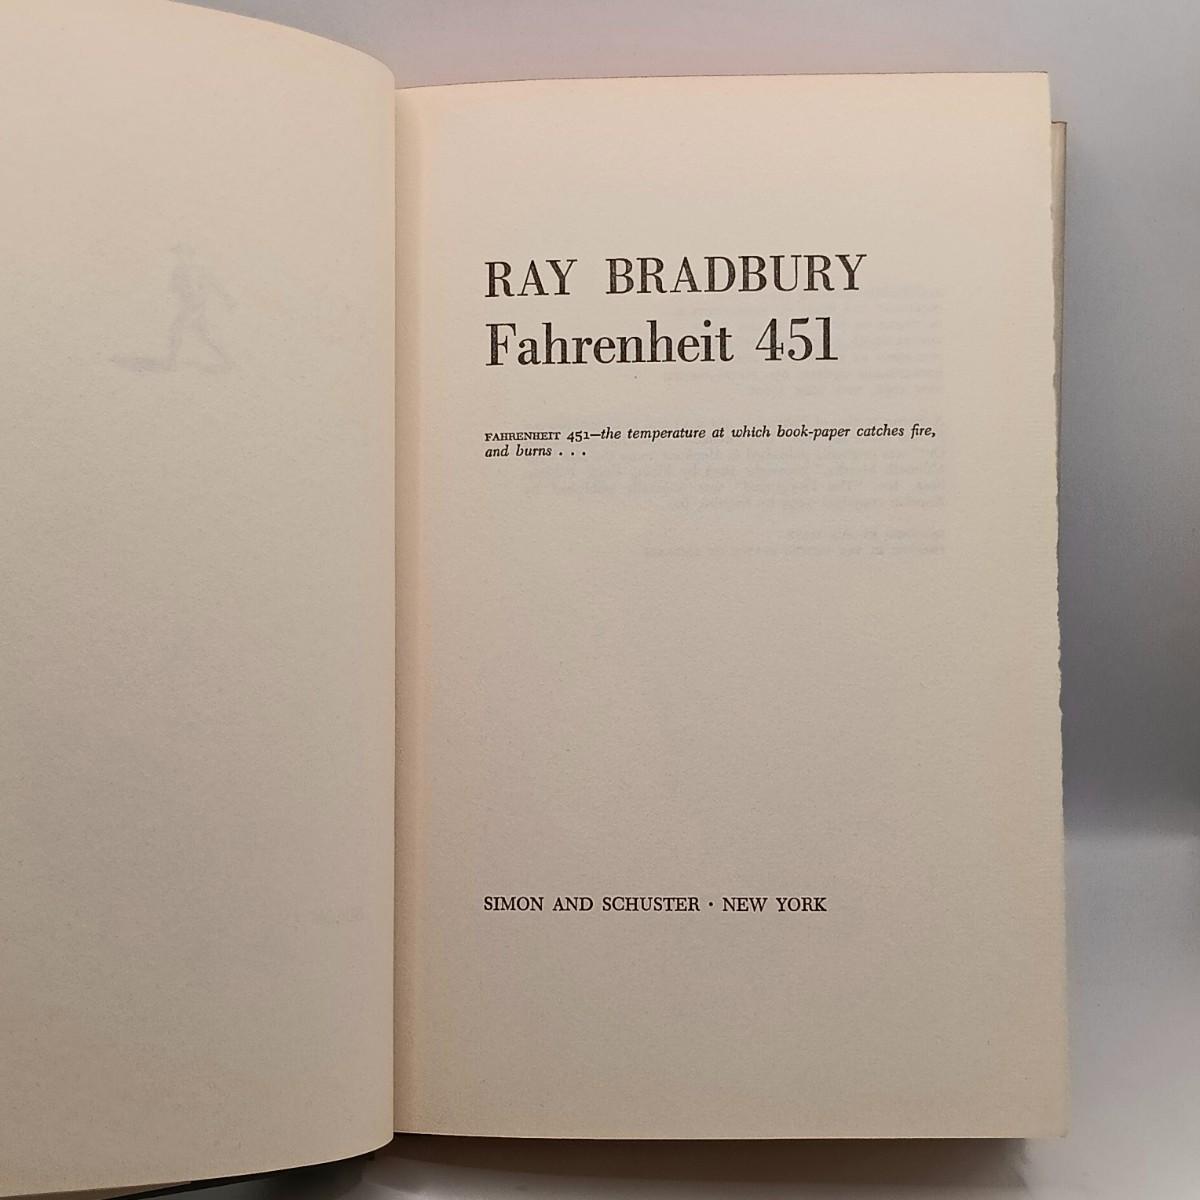 RAY BRADBURY
Fahrenheit 451
FAHRENHEIT 451—the temperature at which book-paper catches fire,
and burns . . .
SIMON AND SCHUSTER · NEW YORK